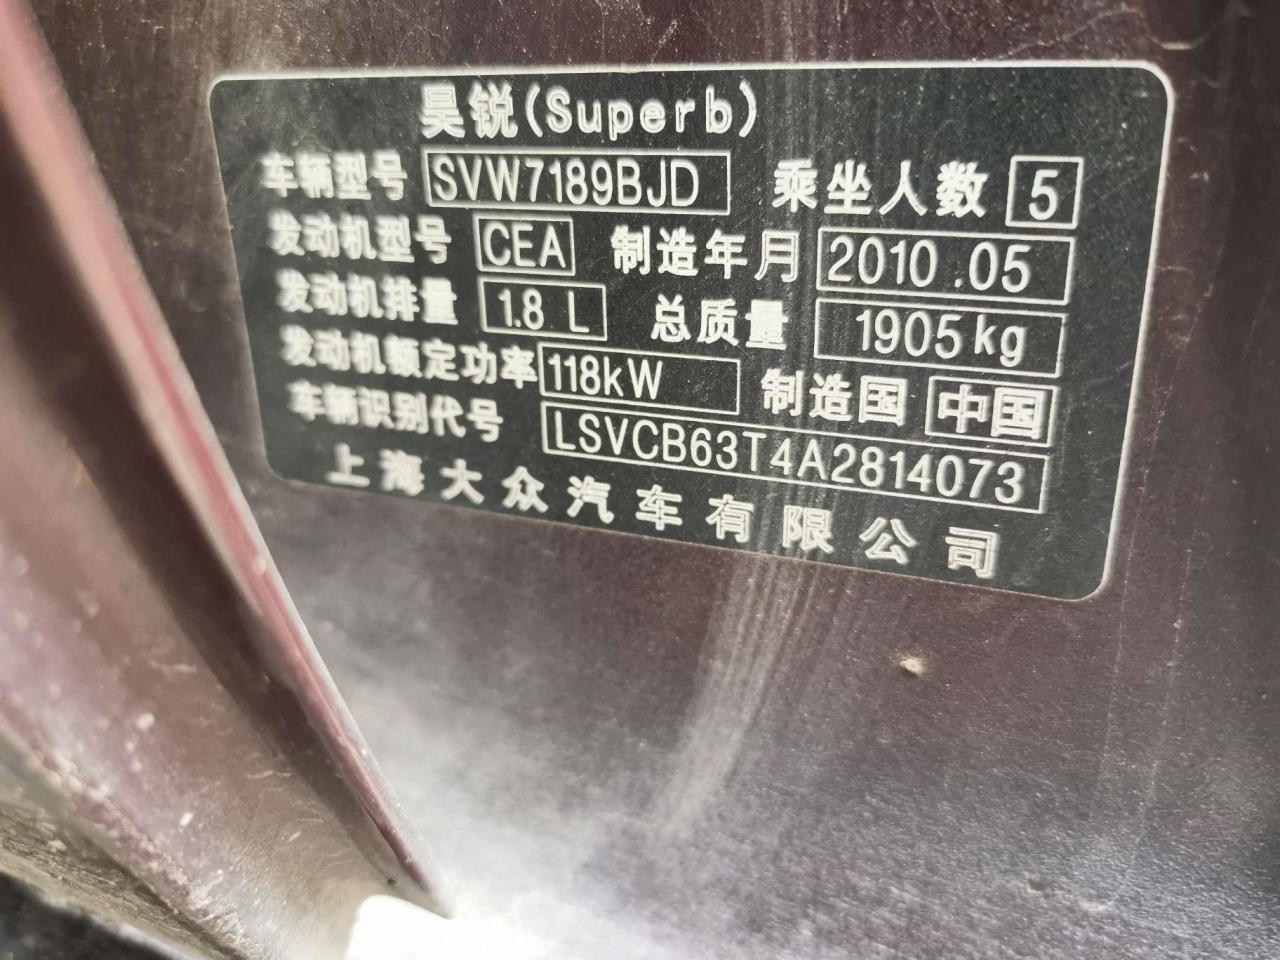 昊锐(Superb)
车辆型号 SVW7189BJD 乘坐人数 5
发动机型号 CEA 制造年月 2010.05
发动机排量 1.8 L 总质量 1905kg
发动机额定功率 118kW 制造国 中国
车辆识别代号 LSVCB63T4A2814073
上海大众汽车有限公司